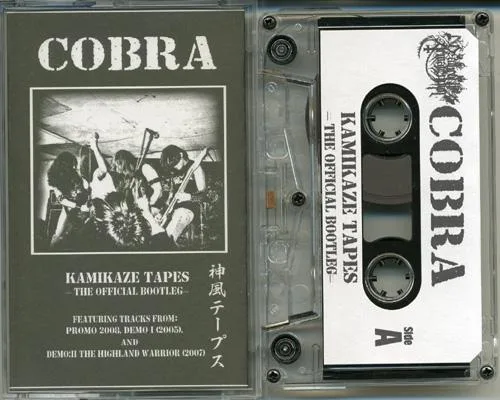 COBRA
KAMIKAZE TAPES
-THE OFFICIAL BOOTLEG-
FEATURING TRACKS FROM:
PROMO 2008, DEMO I (2005),
AND
DEMO:II THE HIGHLAND WARRIOR (2007)
神風テープス
COBRA
KAMIKAZE TAPES
-THE OFFICIAL BOOTLEG-
Side
A